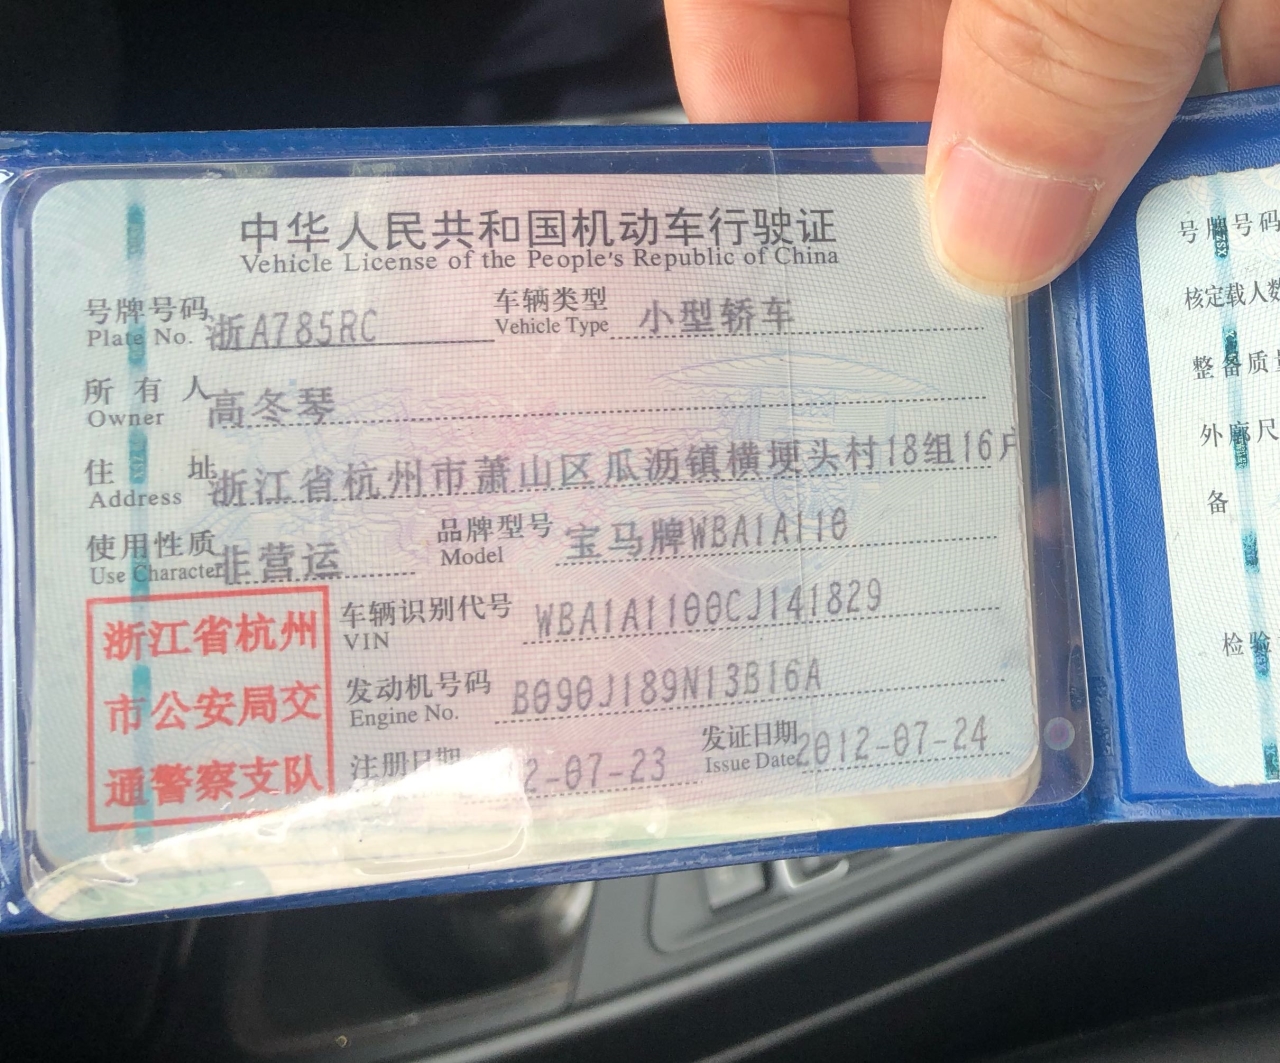 中华人民共和国机动车行驶证
Vehicle License of the People's Republic of China
号牌号码 浙A785RC 车辆类型 小型轿车
Plate No. Vehicle Type
所有人 高冬琴
Owner
住址 浙江省杭州市萧山区瓜沥镇横埂头村18组16户
Address
使用性质 非营运 品牌型号 宝马牌WBA1A110
Use Character Model
浙江省杭州
市公安局交
通警察支队
车辆识别代号 WBA1A1100CJ141829
VIN
发动机号码 B090J189N13B16A
Engine No.
注册日期 2-07-23 发证日期 2012-07-24
Issue Date
号牌号码
核定载人数
整备质量
外廓尺
备
检验